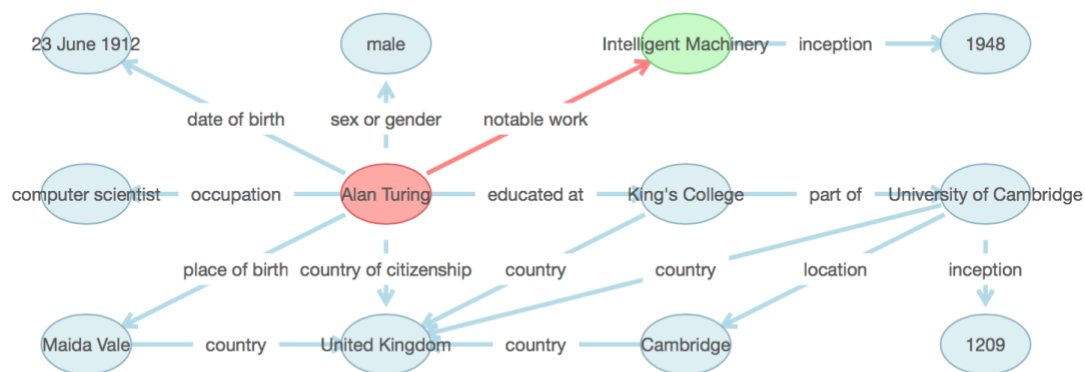 23 June 1912
male
Intelligent Machinery
inception
1948
date of birth
sex or gender
notable work
computer scientist
occupation
Alan Turing
educated at
King's College
part of
University of Cambridge
place of birth
country of citizenship
country
country
location
inception
Maida Vale
country
United Kingdom
country
Cambridge
1209